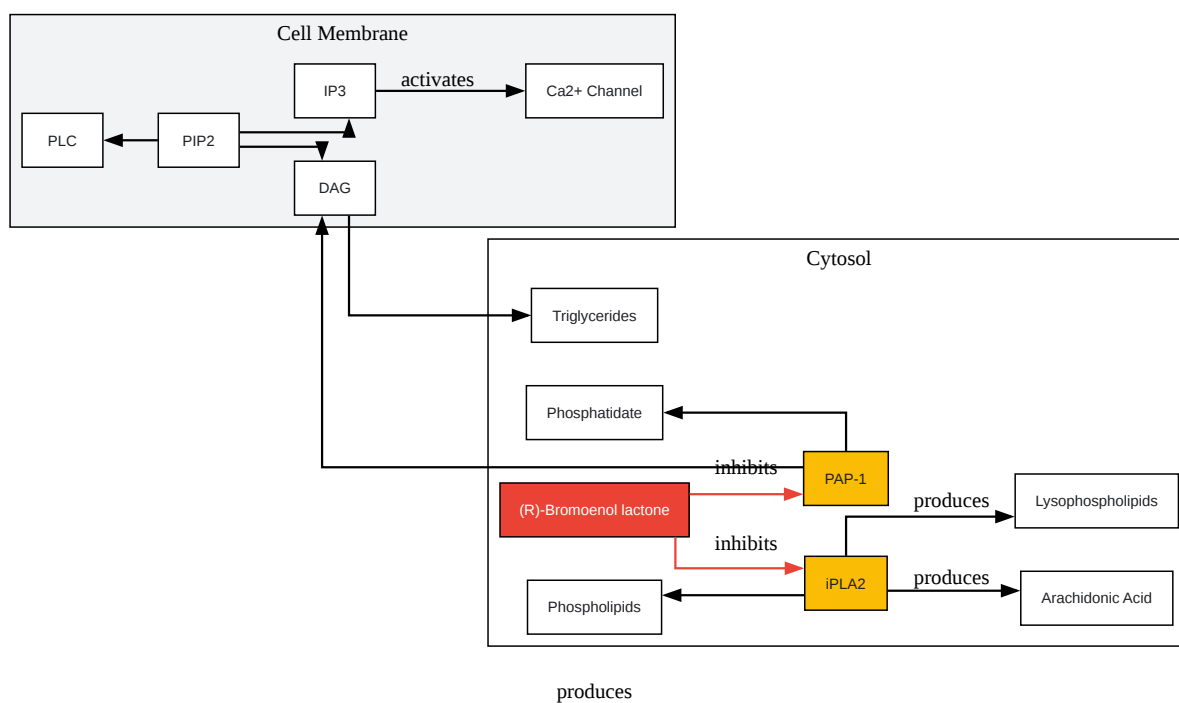 Cell Membrane
IP3
activates
Ca2+ Channel
PLC
PIP2
DAG
Cytosol
Triglycerides
Phosphatidate
inhibits
PAP-1
(R)-Bromoenol lactone
produces
Lysophospholipids
inhibits
iPLA2
produces
Arachidonic Acid
Phospholipids
produces